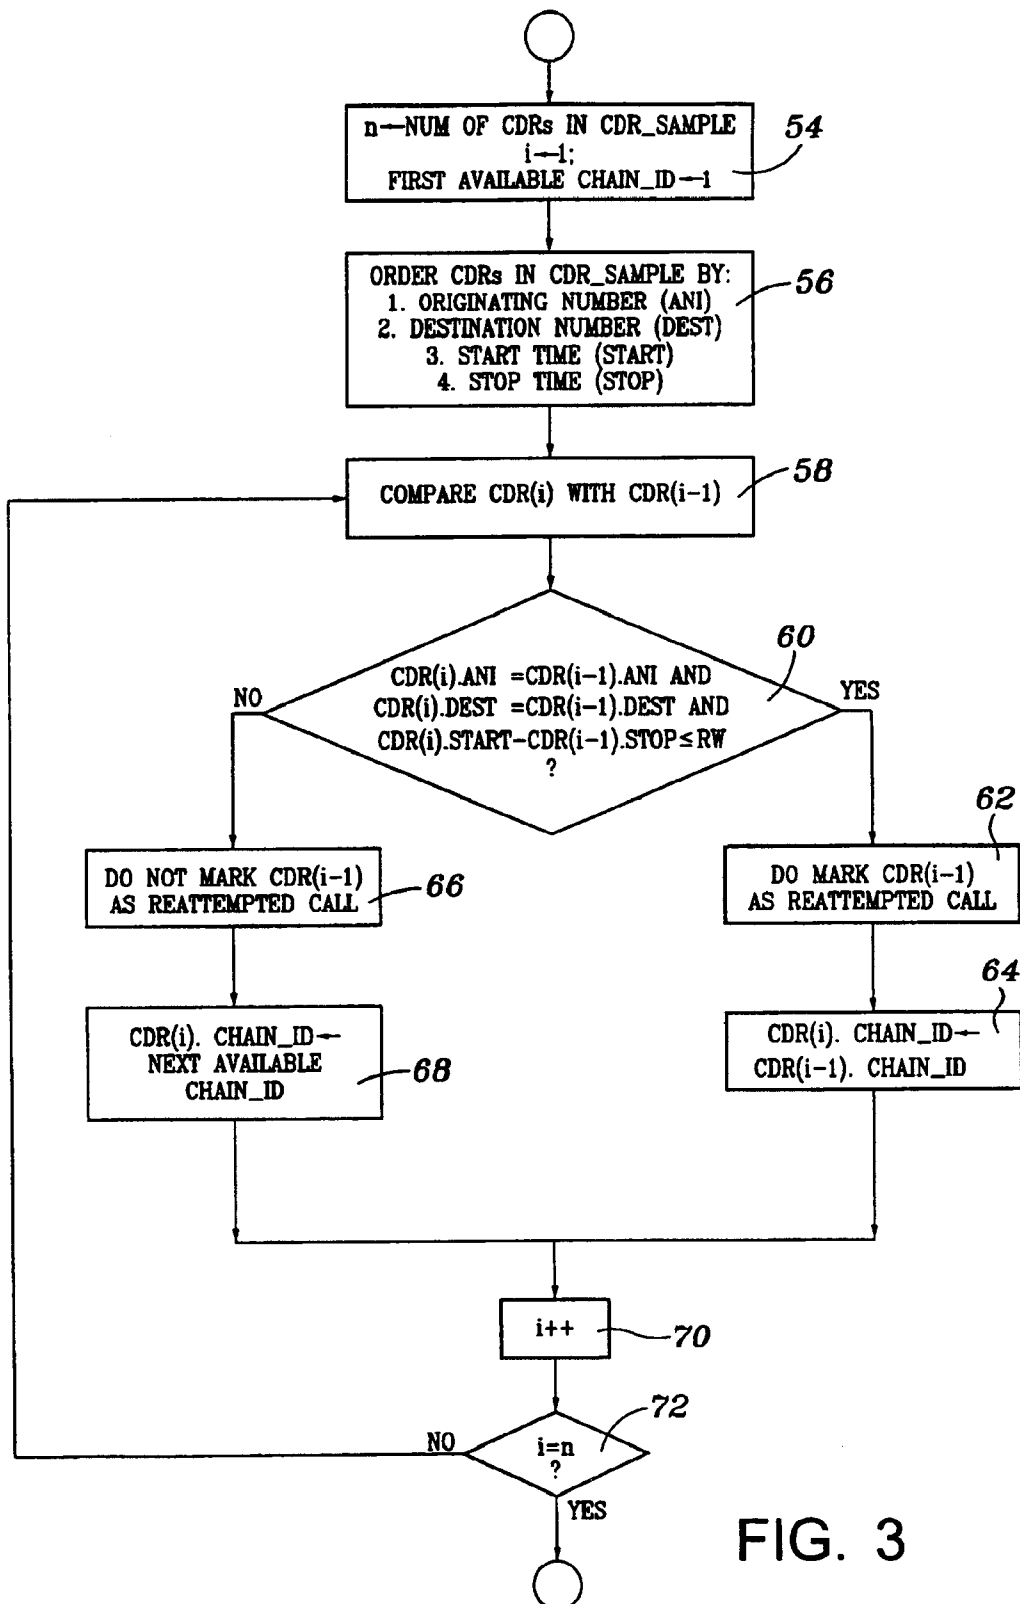 n←NUM OF CDRs IN CDR_SAMPLE
i←1;
FIRST AVAILABLE CHAIN_ID←1
54
ORDER CDRs IN CDR_SAMPLE BY:
1. ORIGINATING NUMBER (ANI)
2. DESTINATION NUMBER (DEST)
3. START TIME (START)
4. STOP TIME (STOP)
56
COMPARE CDR(i) WITH CDR(i-1)
58
CDR(i).ANI =CDR(i-1).ANI AND
CDR(i).DEST =CDR(i-1).DEST AND
CDR(i).START-CDR(i-1).STOP≤RW
?
60
NO
YES
DO NOT MARK CDR(i-1)
AS REATTEMPTED CALL
66
DO MARK CDR(i-1)
AS REATTEMPTED CALL
62
CDR(i). CHAIN_ID←
NEXT AVAILABLE
CHAIN_ID
68
CDR(i). CHAIN_ID←
CDR(i-1). CHAIN_ID
64
i++
70
i=n
?
72
NO
YES
FIG. 3